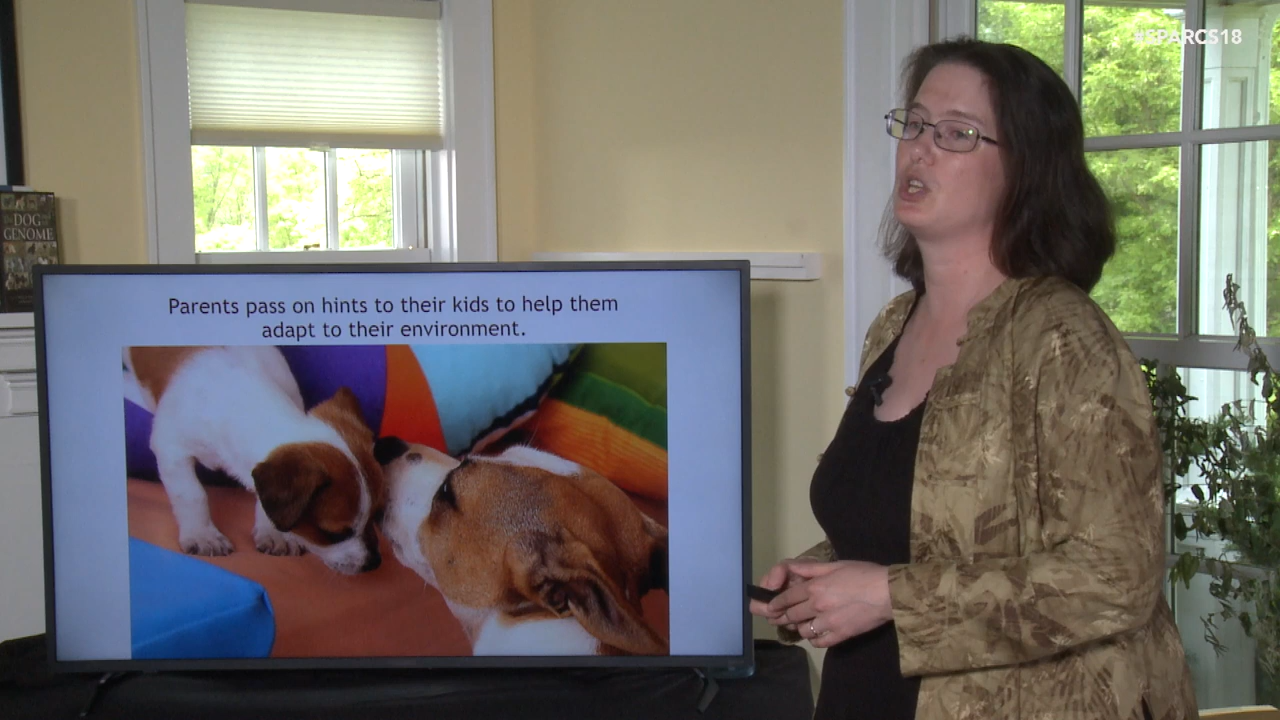 #SPARCS18
DOG
GENOME
Parents pass on hints to their kids to help them
adapt to their environment.